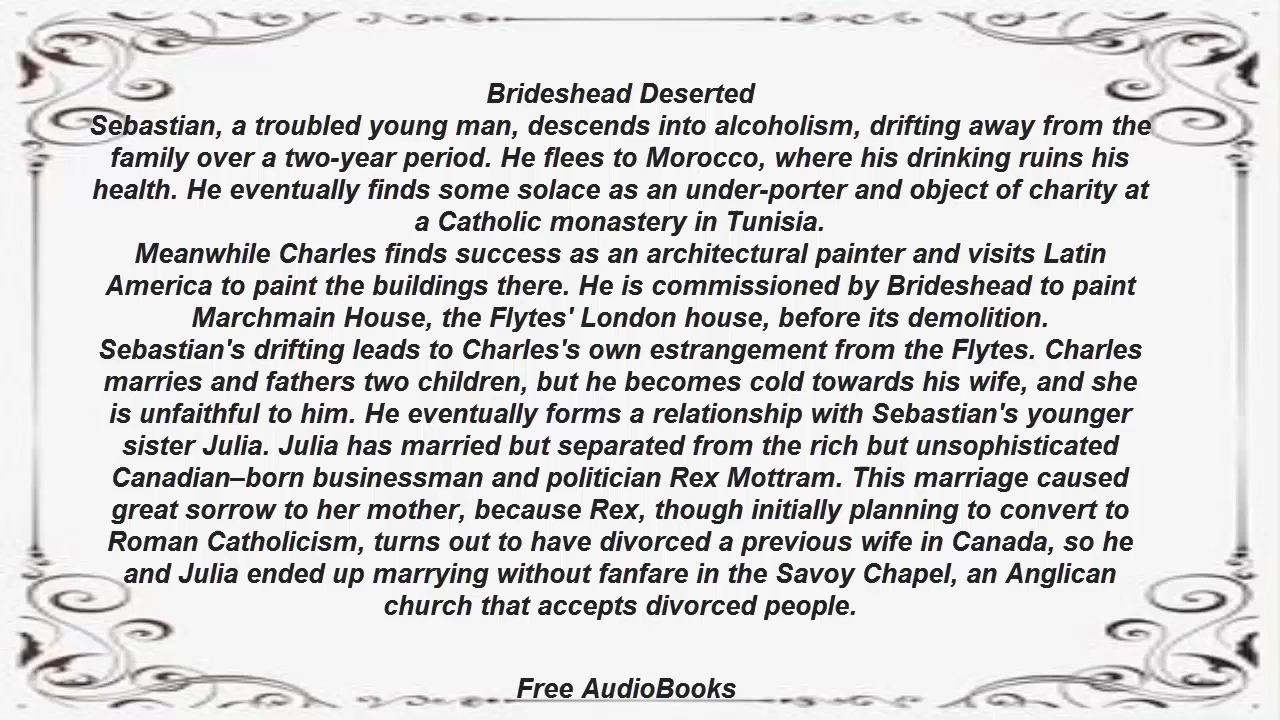 Brideshead Deserted
Sebastian, a troubled young man, descends into alcoholism, drifting away from the
family over a two-year period. He flees to Morocco, where his drinking ruins his
health. He eventually finds some solace as an under-porter and object of charity at
a Catholic monastery in Tunisia.
Meanwhile Charles finds success as an architectural painter and visits Latin
America to paint the buildings there. He is commissioned by Brideshead to paint
Marchmain House, the Flytes' London house, before its demolition.
Sebastian's drifting leads to Charles's own estrangement from the Flytes. Charles
marries and fathers two children, but he becomes cold towards his wife, and she
is unfaithful to him. He eventually forms a relationship with Sebastian's younger
sister Julia. Julia has married but separated from the rich but unsophisticated
Canadian–born businessman and politician Rex Mottram. This marriage caused
great sorrow to her mother, because Rex, though initially planning to convert to
Roman Catholicism, turns out to have divorced a previous wife in Canada, so he
and Julia ended up marrying without fanfare in the Savoy Chapel, an Anglican
church that accepts divorced people.
Free AudioBooks